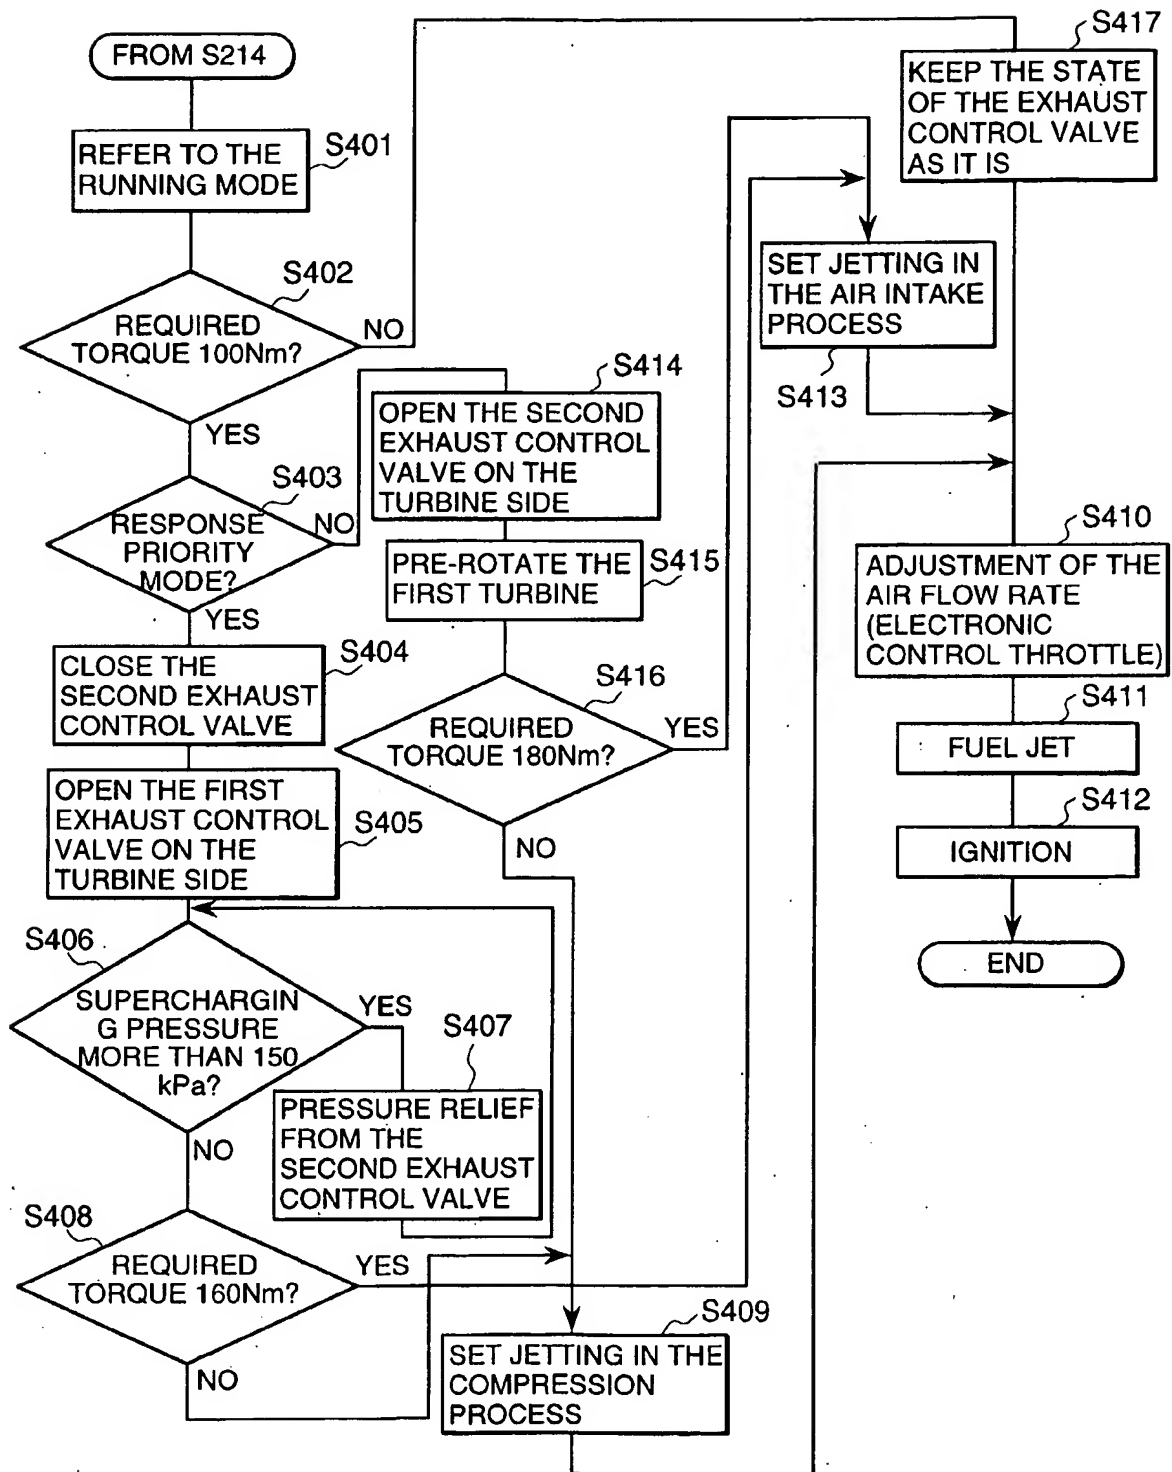 FROM S214
S401
REFER TO THE
RUNNING MODE
S402
REQUIRED
TORQUE 100Nm?
NO
YES
S403
RESPONSE
PRIORITY
MODE?
NO
YES
S404
CLOSE THE
SECOND EXHAUST
CONTROL VALVE
S405
OPEN THE FIRST
EXHAUST CONTROL
VALVE ON THE
TURBINE SIDE
S406
SUPERCHARGIN
G PRESSURE
MORE THAN 150
kPa?
YES
NO
S407
PRESSURE RELIEF
FROM THE
SECOND EXHAUST
CONTROL VALVE
S408
REQUIRED
TORQUE 160Nm?
YES
NO
S409
SET JETTING IN THE
COMPRESSION
PROCESS
S414
OPEN THE SECOND
EXHAUST CONTROL
VALVE ON THE
TURBINE SIDE
S415
PRE-ROTATE THE
FIRST TURBINE
S416
REQUIRED
TORQUE 180Nm?
YES
NO
S417
KEEP THE STATE
OF THE EXHAUST
CONTROL VALVE
AS IT IS
SET JETTING IN
THE AIR INTAKE
PROCESS
S413
S410
ADJUSTMENT OF THE
AIR FLOW RATE
(ELECTRONIC
CONTROL THROTTLE)
S411
FUEL JET
S412
IGNITION
END